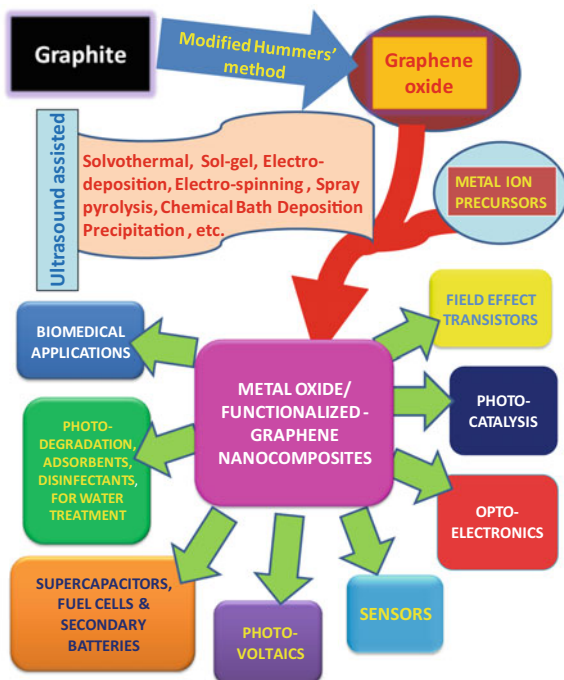 Graphite
Modified Hummers'
method
Graphene
oxide
Ultrasound assisted
Solvothermal, Sol-gel, Electro-
deposition, Electro-spinning , Spray
pyrolysis, Chemical Bath Deposition
Precipitation , etc.
METAL ION
PRECURSORS
BIOMEDICAL
APPLICATIONS
FIELD EFFECT
TRANSISTORS
METAL OXIDE/
FUNCTIONALIZED-
GRAPHENE
NANOCOMPOSITES
PHOTO-
CATALYSIS
PHOTO-
DEGRADATION,
ADSORBENTS,
DISINFECTANTS,
FOR WATER
TREATMENT
OPTO-
ELECTRONICS
SUPERCAPACITORS,
FUEL CELLS &
SECONDARY
BATTERIES
PHOTO-
VOLTAICS
SENSORS